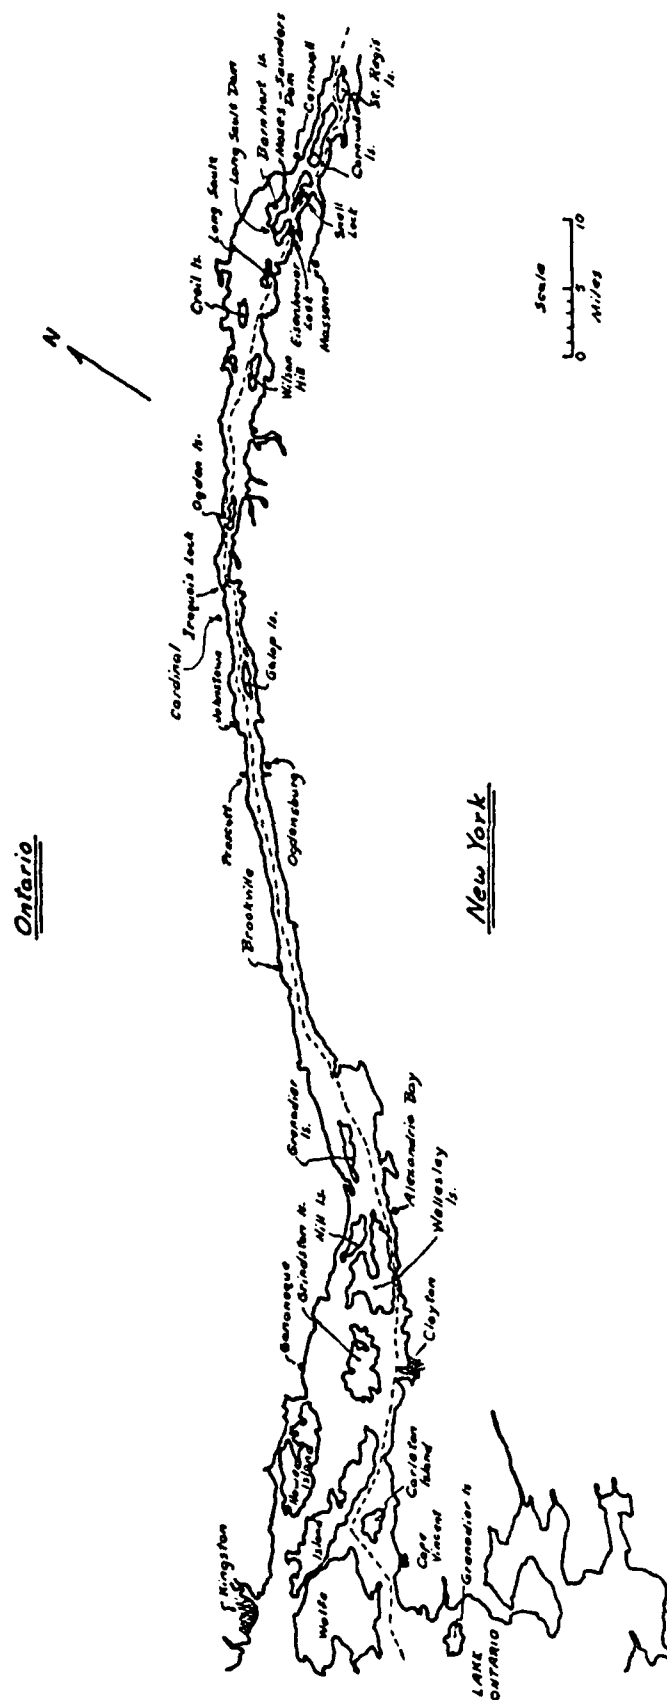 Ontario
New York
N
Scale
0 5 10
Miles
Kingston
Howe
Island
Wolfe
Island
Gananoque
Grindstone Is.
Hill Is.
Grenadier
Is.
Brockville
Prescott
Johnstown
Cardinal
Iroquois Lock
Ogden Is.
Croil Is.
Long Sault
Long Sault Dam
Barnhart Is.
Moses - Saunders
Dam
Cornwall
LAKE
ONTARIO
Grenadier Is
Cape
Vincent
Carleton
Island
Clayton
Wellesley
Is.
Alexandria Bay
Ogdensburg
Galop Is.
Wilson
Hill
Massena
Eisenhower
Lock
Snell
Lock
Cornwall
Is.
St. Regis
Is.